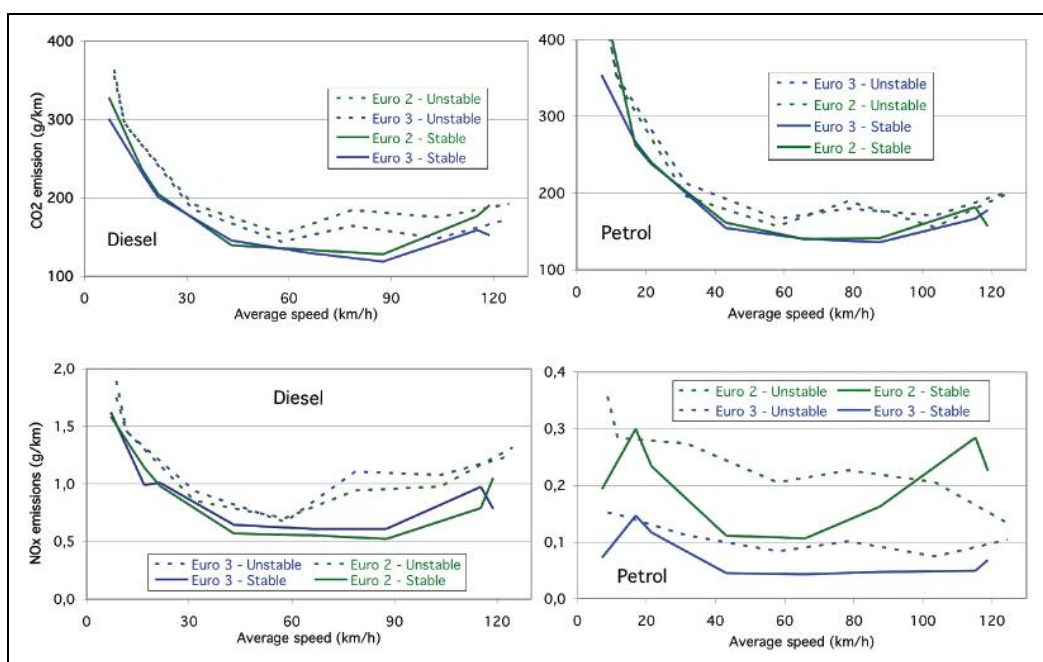 CO2 emission (g/km)
400
300
200
100
Euro 2 - Unstable
Euro 3 - Unstable
Euro 2 - Stable
Euro 3 - Stable
Diesel
0 30 60 90 120
Average speed (km/h)
400
300
200
100
Euro 3 - Unstable
Euro 2 - Unstable
Euro 3 - Stable
Euro 2 - Stable
Petrol
0 20 40 60 80 100 120
Average speed (km/h)
NOx emissions (g/km)
2,0
1,5
1,0
0,5
0,0
Diesel
Euro 3 - Unstable Euro 2 - Unstable
Euro 3 - Stable Euro 2 - Stable
0 30 60 90 120
Average speed (km/h)
0,4
0,3
0,2
0,1
0,0
Euro 2 - Unstable Euro 2 - Stable
Euro 3 - Unstable Euro 3 - Stable
Petrol
0 20 40 60 80 100 120
Average speed (km/h)